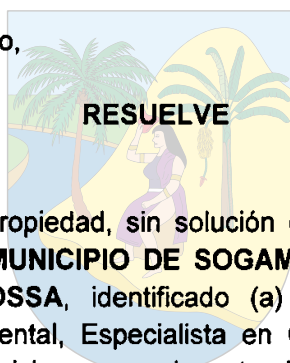 o,
RESUELVE
ropiedad, sin solución
MUNICIPIO DE SOGAM
OSSA, identificado (a)
ental, Especialista en